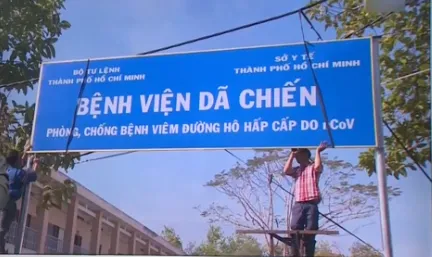 BỘ TƯ LỆNH
THÀNH PHỐ HỒ CHÍ MINH
SỞ Y TẾ
THÀNH PHỐ HỒ CHÍ MINH
BỆNH VIỆN DÃ CHIẾN
PHÒNG, CHỐNG BỆNH VIÊM ĐƯỜNG HÔ HẤP CẤP DO nCoV